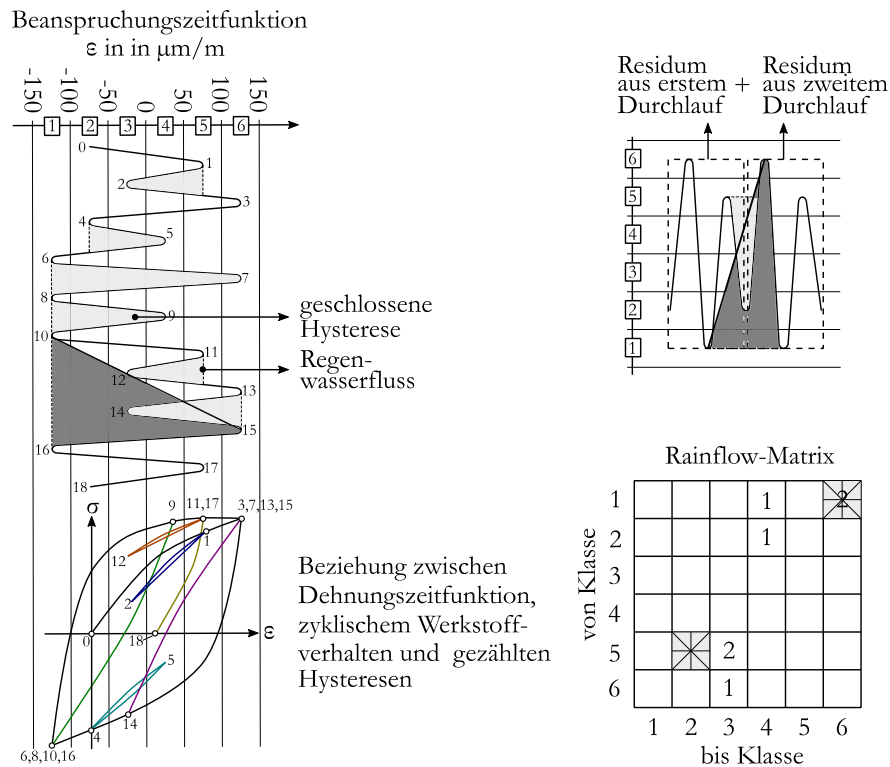 Beanspruchungszeitfunktion
ε in in µm/m
-150 -100 -50 0 50 100 150
1 2 3 4 5 6
0
1
2
3
4
5
6
7
8
9
10
11
12
13
14
15
16
17
18
geschlossene
Hysterese
Regen-
wasserfluss
σ
9 11,17 3,7,13,15
1
12
2
0
18
ε
5
4
14
6,8,10,16
Beziehung zwischen
Dehnungszeitfunktion,
zyklischem Werkstoff-
verhalten und gezählten
Hysteresen
Residum
aus erstem
Durchlauf
+
Residum
aus zweitem
Durchlauf
6
5
4
3
2
1
Rainflow-Matrix
von Klasse
1 1 2
2 1
3
4
5 2
6 1
1 2 3 4 5 6
bis Klasse